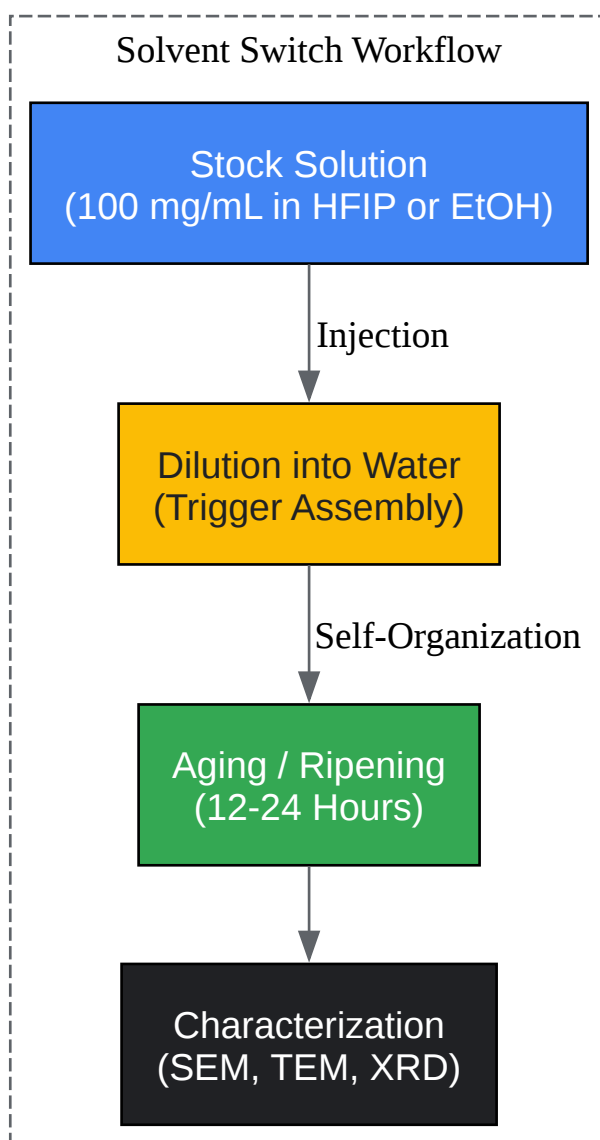 Solvent Switch Workflow
Stock Solution
(100 mg/mL in HFIP or EtOH)
Injection
Dilution into Water
(Trigger Assembly)
Self-Organization
Aging / Ripening
(12-24 Hours)
Characterization
(SEM, TEM, XRD)